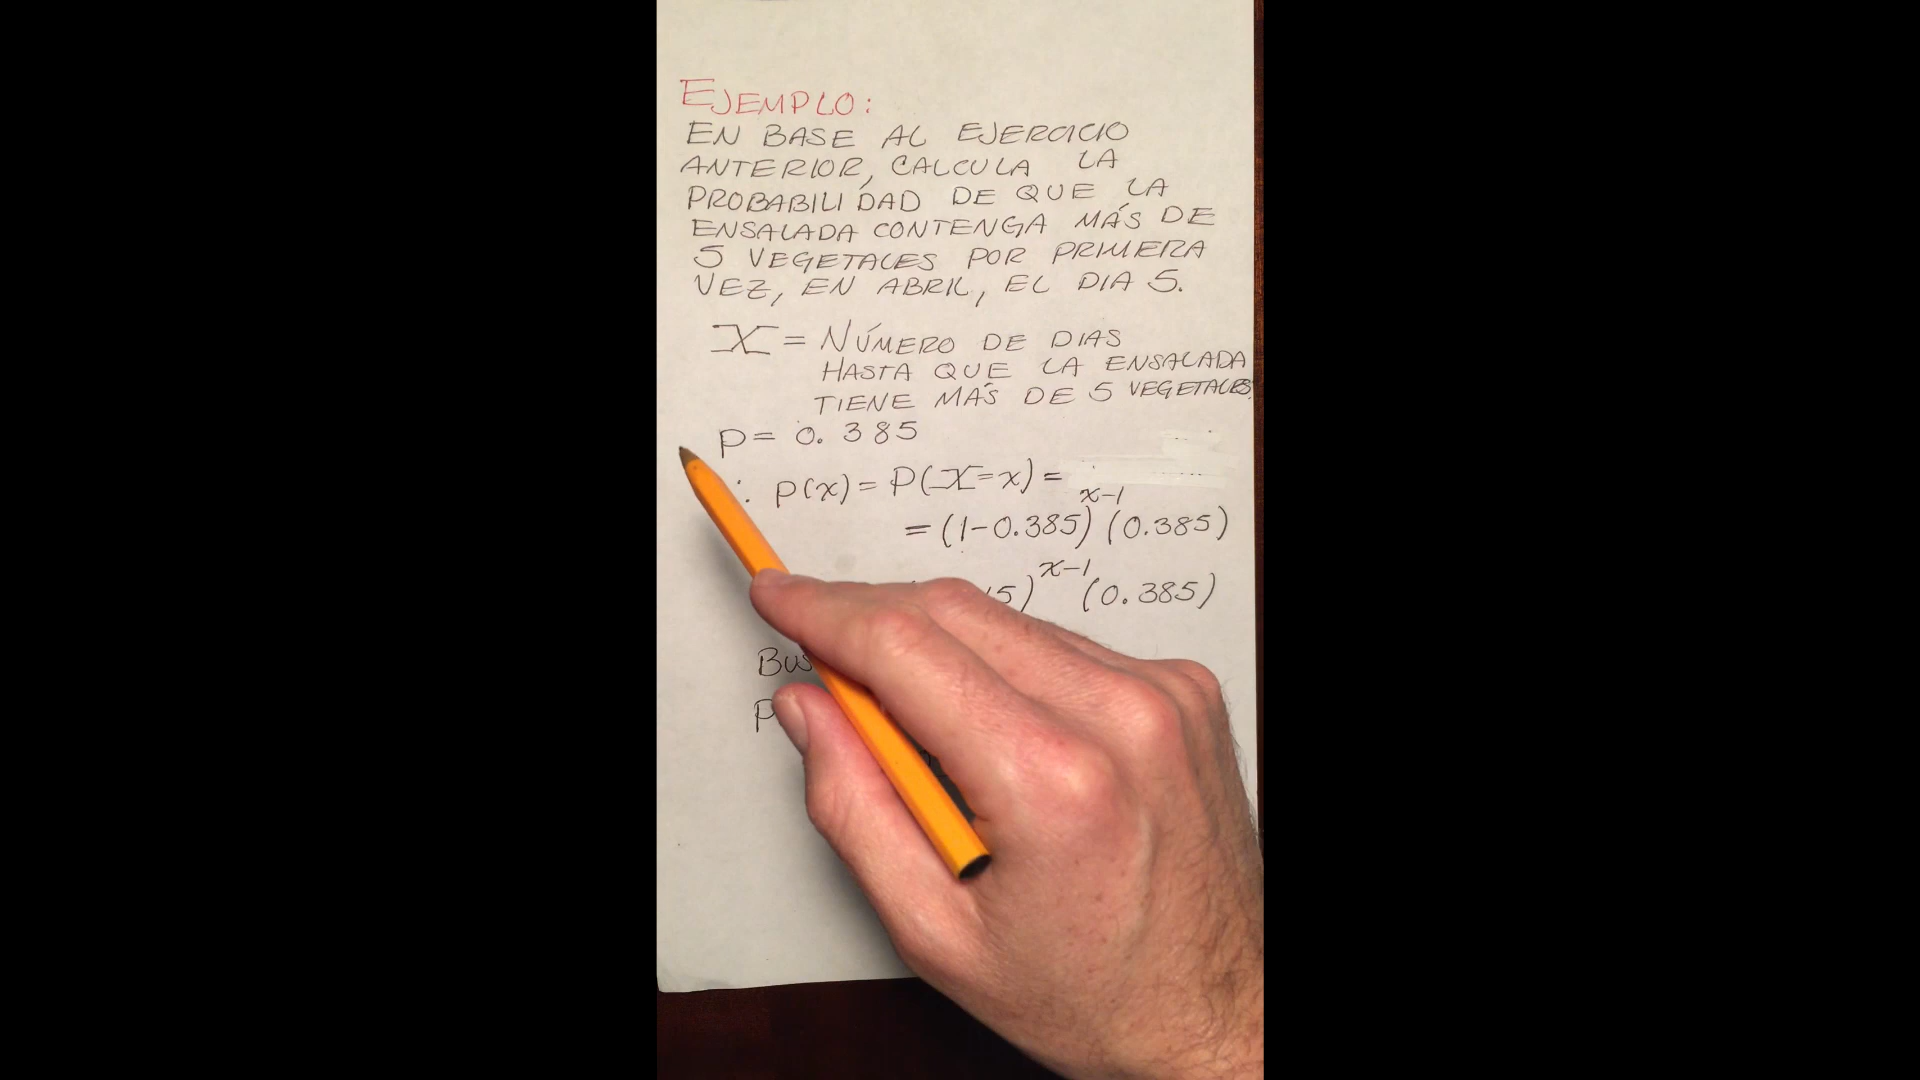 EJEMPLO:
EN BASE AL EJERCICIO
ANTERIOR, CALCULA LA
PROBABILIDAD DE QUE LA
ENSALADA CONTENGA MÁS DE
5 VEGETALES POR PRIMERA
VEZ, EN ABRIL, EL DIA 5.
X = NÚMERO DE DIAS
HASTA QUE LA ENSALADA
TIENE MÁS DE 5 VEGETALES.
p = 0.385
∴ p(x) = P(X=x) =
= (1-0.385)^{x-1} (0.385)
5)^{x-1} (0.385)